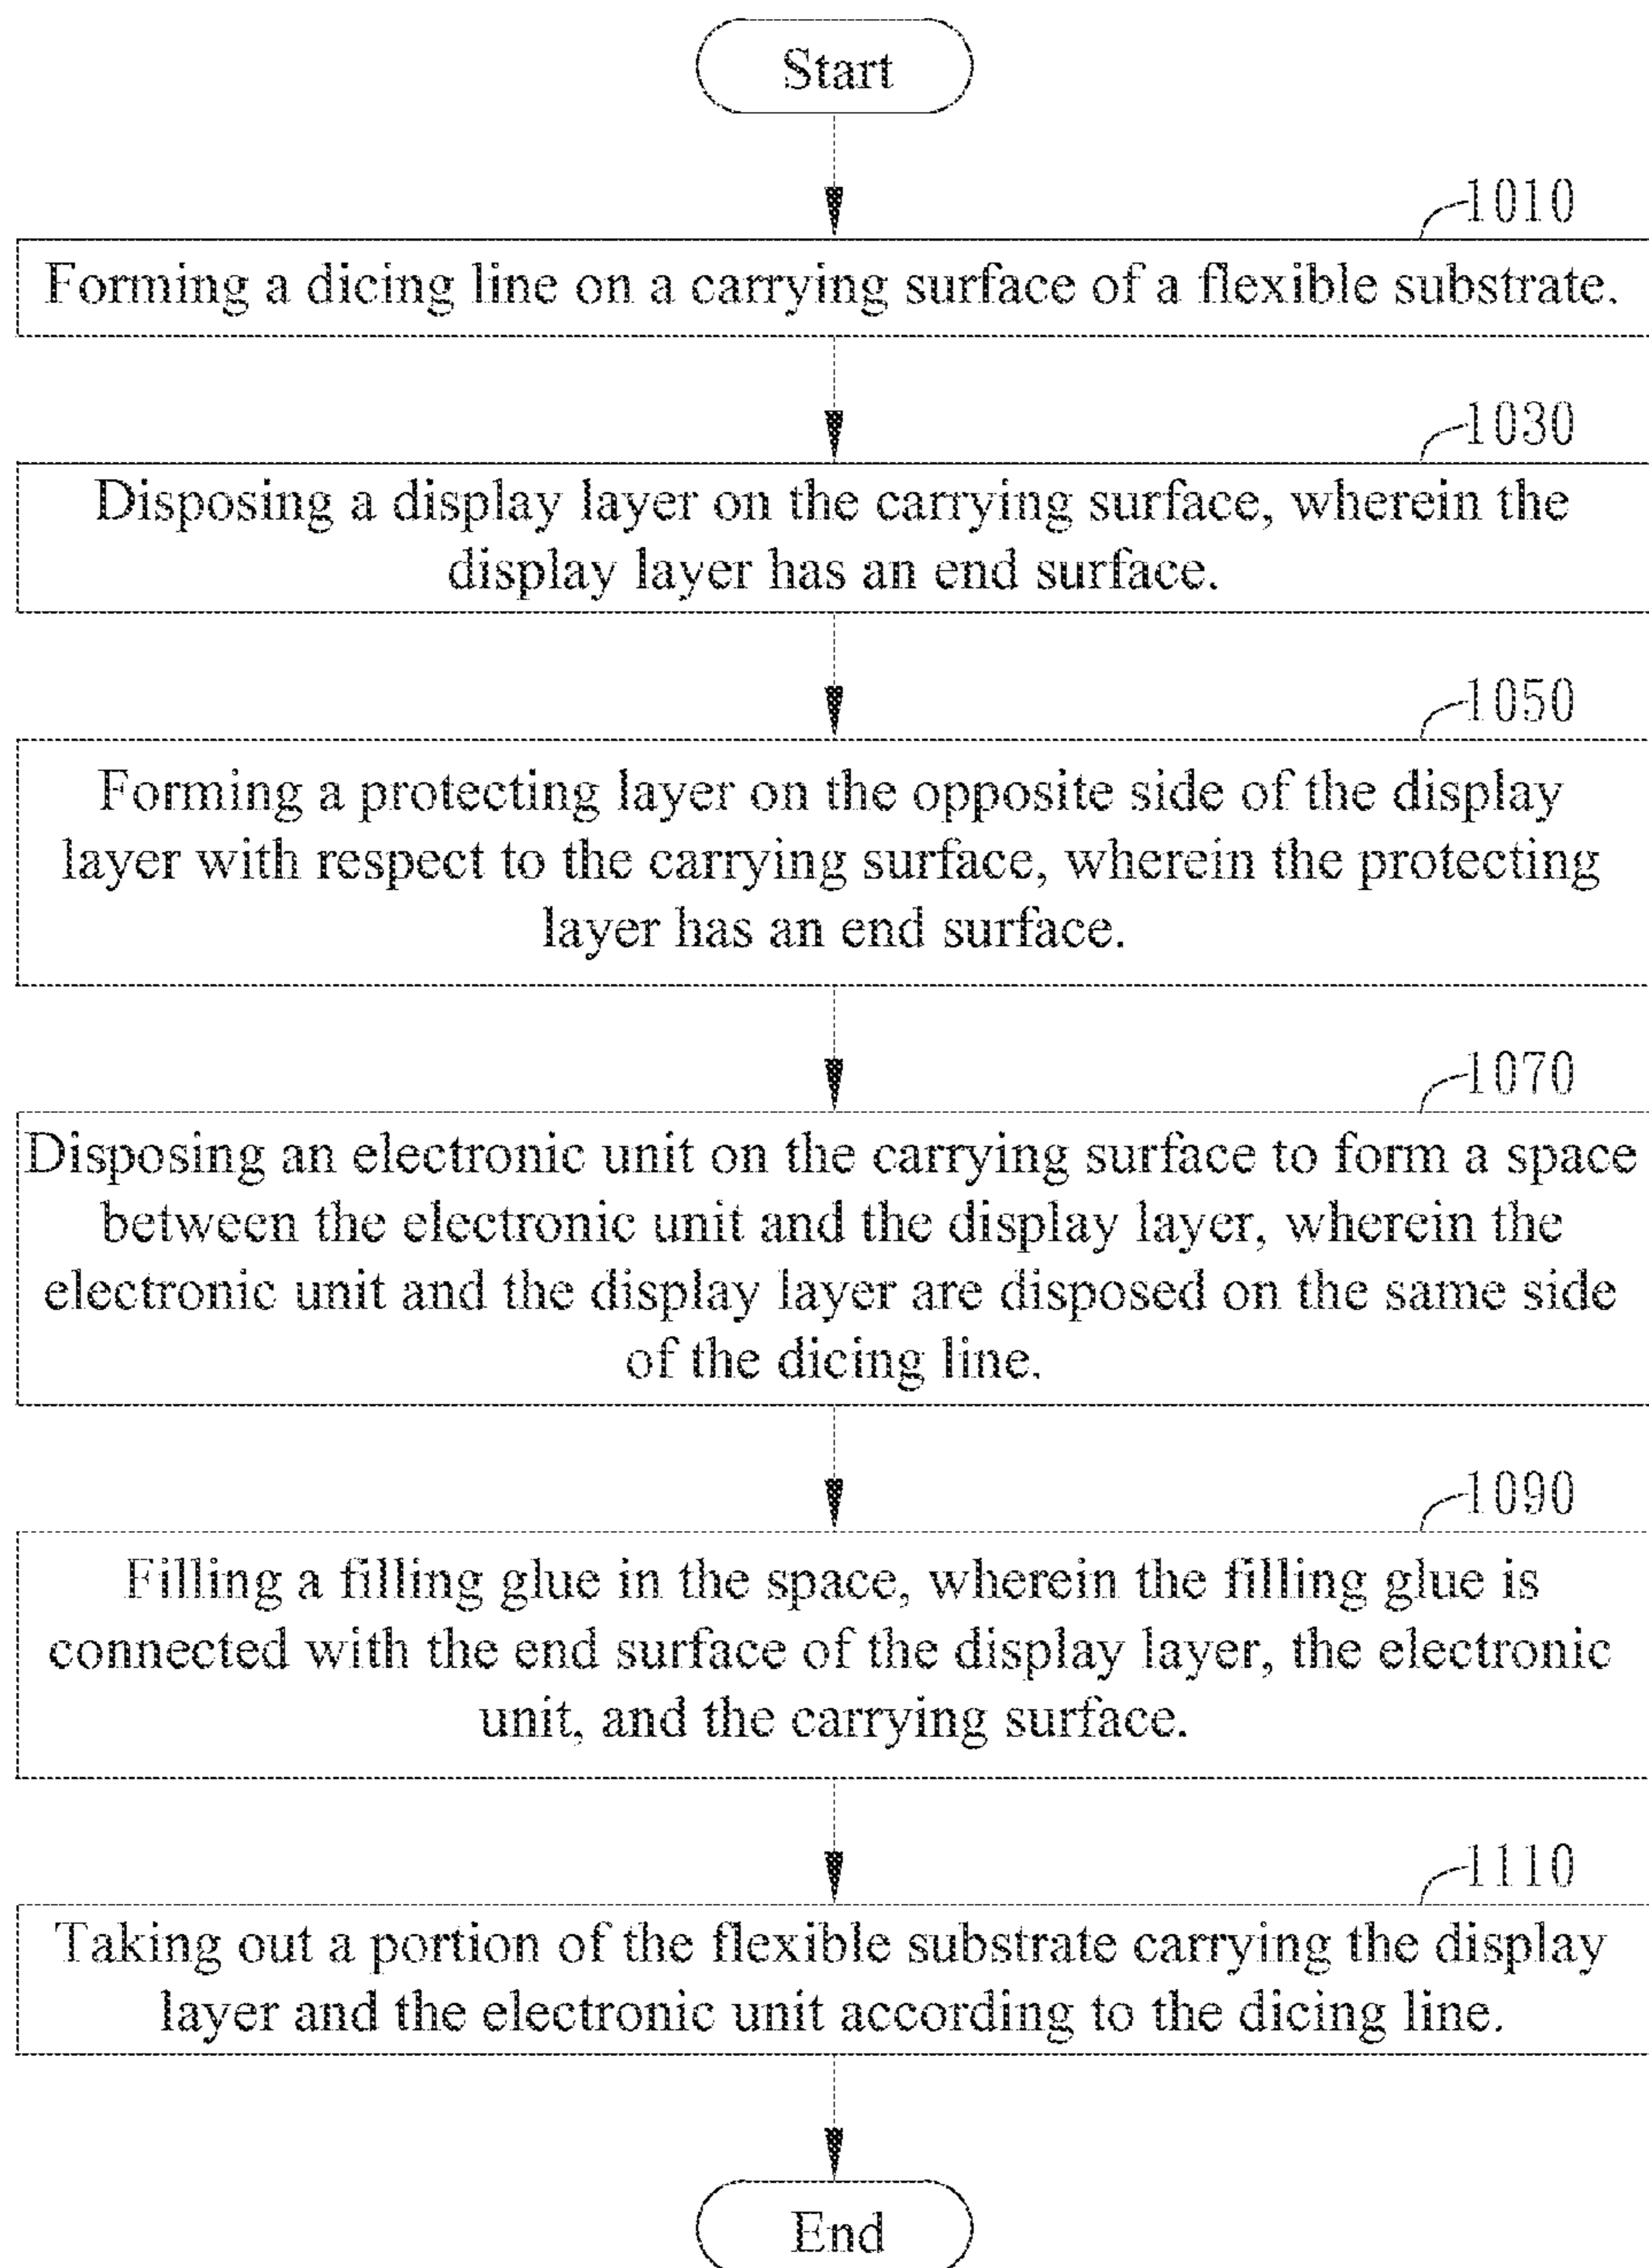 Start
1010
Forming a dicing line on a carrying surface of a flexible substrate.
1030
Disposing a display layer on the carrying surface, wherein the
display layer has an end surface.
1050
Forming a protecting layer on the opposite side of the display
layer with respect to the carrying surface, wherein the protecting
layer has an end surface.
1070
Disposing an electronic unit on the carrying surface to form a space
between the electronic unit and the display layer, wherein the
electronic unit and the display layer are disposed on the same side
of the dicing line.
1090
Filling a filling glue in the space, wherein the filling glue is
connected with the end surface of the display layer, the electronic
unit, and the carrying surface.
1110
Taking out a portion of the flexible substrate carrying the display
layer and the electronic unit according to the dicing line.
End